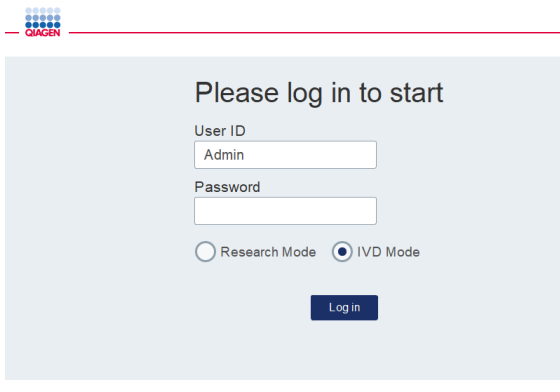 QIAGEN
Please log in to start
User ID
Admin
Password
Research Mode IVD Mode
Log in